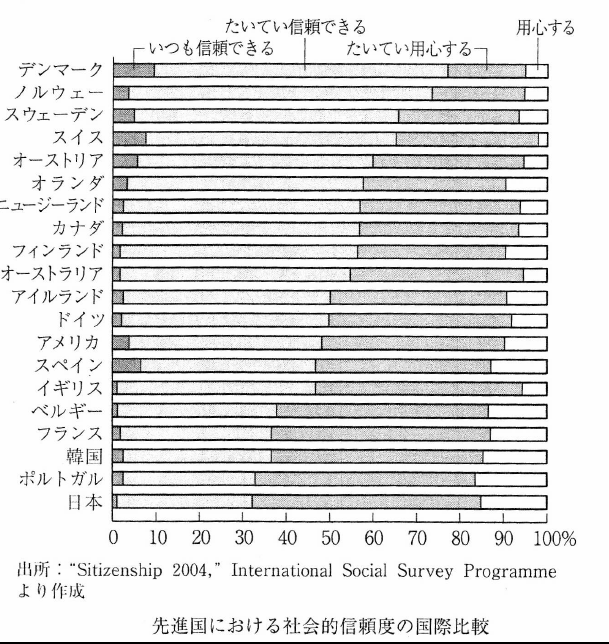 たいてい信頼できる 用心する
いつも信頼できる たいてい用心する
デンマーク
ノルウェー
スウェーデン
スイス
オーストリア
オランダ
ニュージーランド
カナダ
フィンランド
オーストラリア
アイルランド
ドイツ
アメリカ
スペイン
イギリス
ベルギー
フランス
韓国
ポルトガル
日本
0 10 20 30 40 50 60 70 80 90 100%
出所：“Sitizenship 2004,” International Social Survey Programme
より作成
先進国における社会的信頼度の国際比較